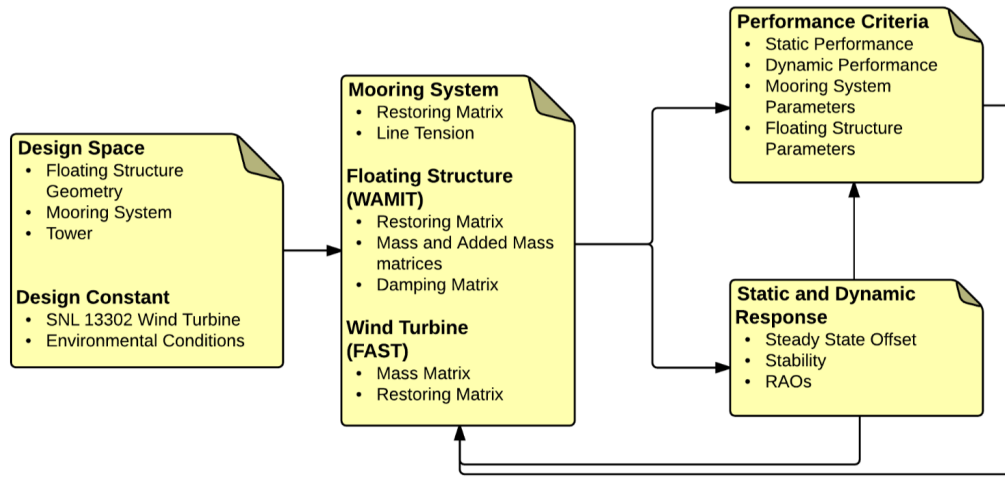 Design Space
• Floating Structure
Geometry
• Mooring System
• Tower
Design Constant
• SNL 13302 Wind Turbine
• Environmental Conditions
Mooring System
• Restoring Matrix
• Line Tension
Floating Structure
(WAMIT)
• Restoring Matrix
• Mass and Added Mass
matrices
• Damping Matrix
Wind Turbine
(FAST)
• Mass Matrix
• Restoring Matrix
Performance Criteria
• Static Performance
• Dynamic Performance
• Mooring System
Parameters
• Floating Structure
Parameters
Static and Dynamic
Response
• Steady State Offset
• Stability
• RAOs